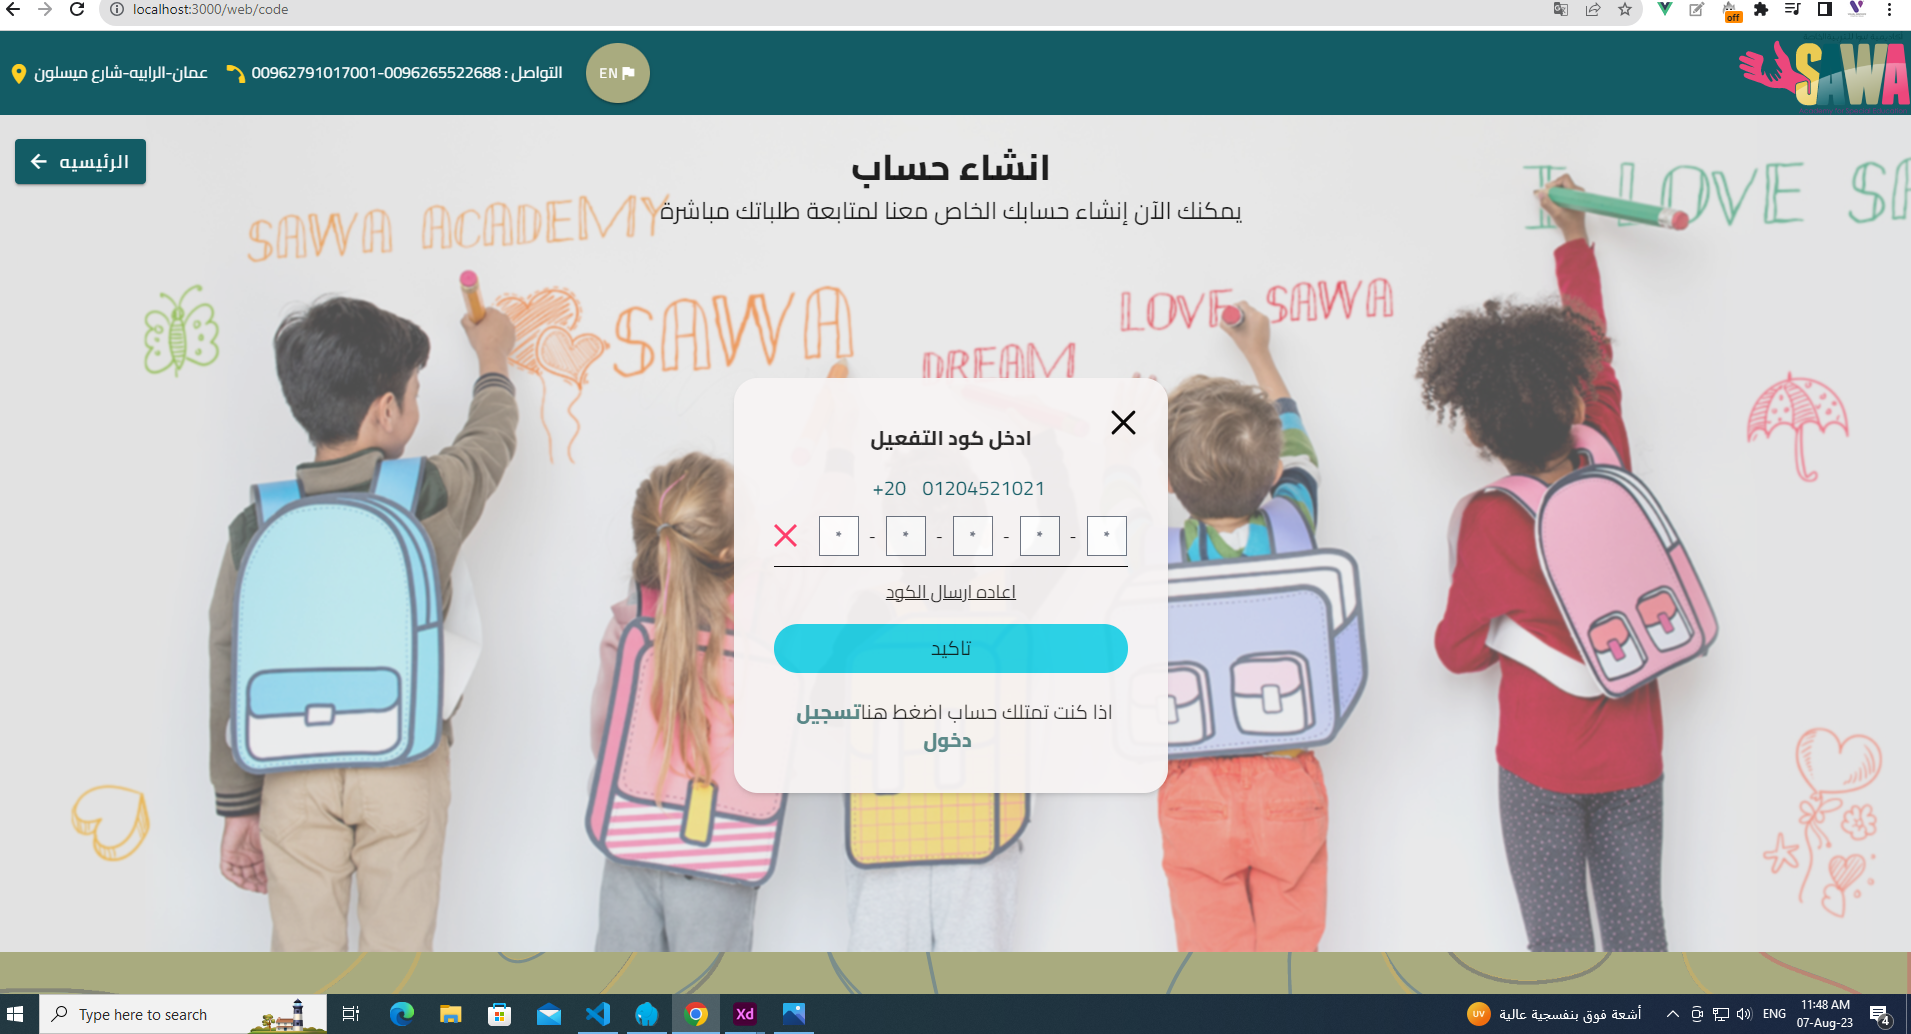 localhost:3000/web/code
off
عمان-الرابيه-شارع ميسلون
التواصل : 0096265522688-00962791017001
EN
SAWA
الرئيسيه
انشاء حساب
يمكنك الآن إنشاء حسابك الخاص معنا لمتابعة طلباتك مباشرة
SAWA ACADEMY
I LOVE SA
SAWA
LOVE SAWA
DREAM
ادخل كود التفعيل
+20 01204521021
* - * - * - * - *
اعاده ارسال الكود
تاكيد
اذا كنت تمتلك حساب اضغط هناتسجيل
دخول
Type here to search
Xd
UV
أشعة فوق بنفسجية عالية
ENG
11:48 AM
07-Aug-23
4